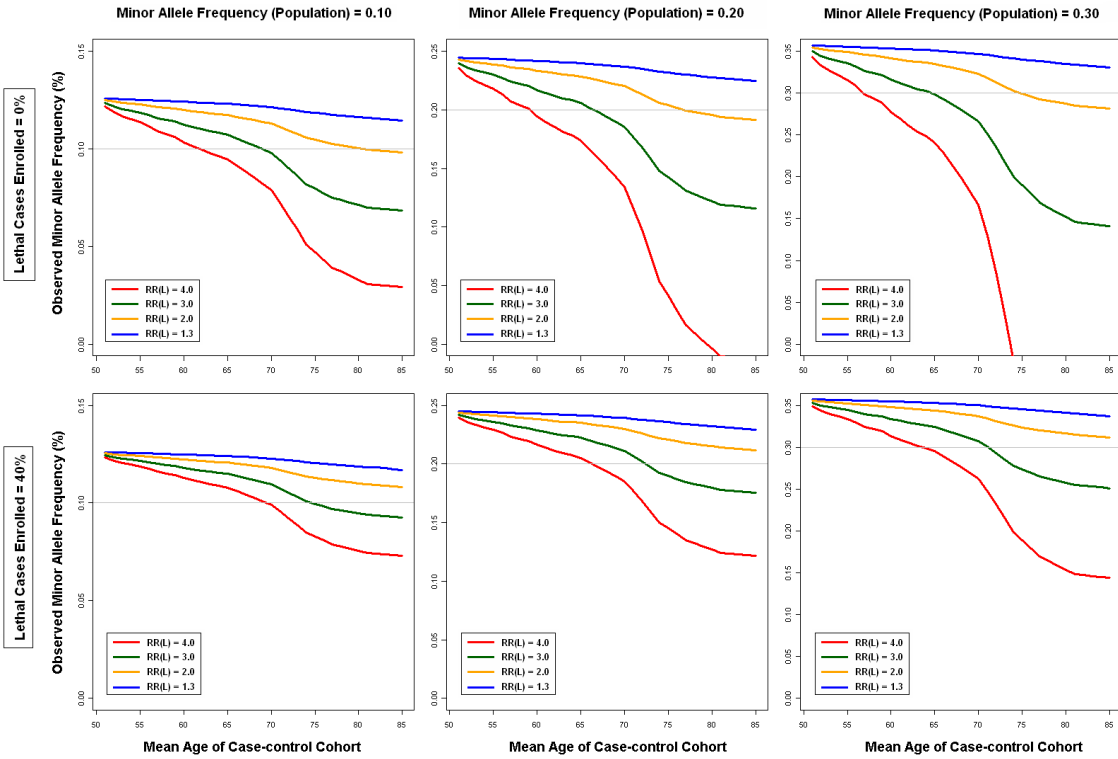 Minor Allele Frequency (Population) = 0.10
Minor Allele Frequency (Population) = 0.20
Minor Allele Frequency (Population) = 0.30
Lethal Cases Enrolled = 0%
Observed Minor Allele Frequency (%)
0.15
0.10
0.05
0.00
RR(L) = 4.0
RR(L) = 3.0
RR(L) = 2.0
RR(L) = 1.3
50 55 60 65 70 75 80 85
0.25
0.20
0.15
0.10
0.05
0.00
RR(L) = 4.0
RR(L) = 3.0
RR(L) = 2.0
RR(L) = 1.3
50 55 60 65 70 75 80 85
0.35
0.30
0.25
0.20
0.15
0.10
0.05
0.00
RR(L) = 4.0
RR(L) = 3.0
RR(L) = 2.0
RR(L) = 1.3
50 55 60 65 70 75 80 85
Lethal Cases Enrolled = 40%
Observed Minor Allele Frequency (%)
0.15
0.10
0.05
0.00
RR(L) = 4.0
RR(L) = 3.0
RR(L) = 2.0
RR(L) = 1.3
50 55 60 65 70 75 80 85
Mean Age of Case-control Cohort
0.25
0.20
0.15
0.10
0.05
0.00
RR(L) = 4.0
RR(L) = 3.0
RR(L) = 2.0
RR(L) = 1.3
50 55 60 65 70 75 80 85
Mean Age of Case-control Cohort
0.35
0.30
0.25
0.20
0.15
0.10
0.05
0.00
RR(L) = 4.0
RR(L) = 3.0
RR(L) = 2.0
RR(L) = 1.3
50 55 60 65 70 75 80 85
Mean Age of Case-control Cohort